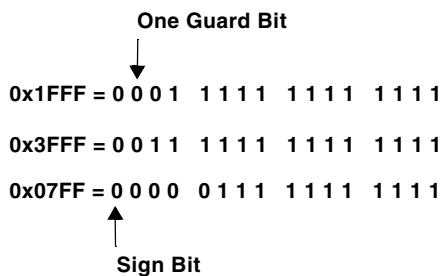 One Guard Bit
0x1FFF = 0 0 0 1 1 1 1 1 1 1 1 1 1 1 1 1
0x3FFF = 0 0 1 1 1 1 1 1 1 1 1 1 1 1 1 1
0x07FF = 0 0 0 0 0 1 1 1 1 1 1 1 1 1 1 1
Sign Bit